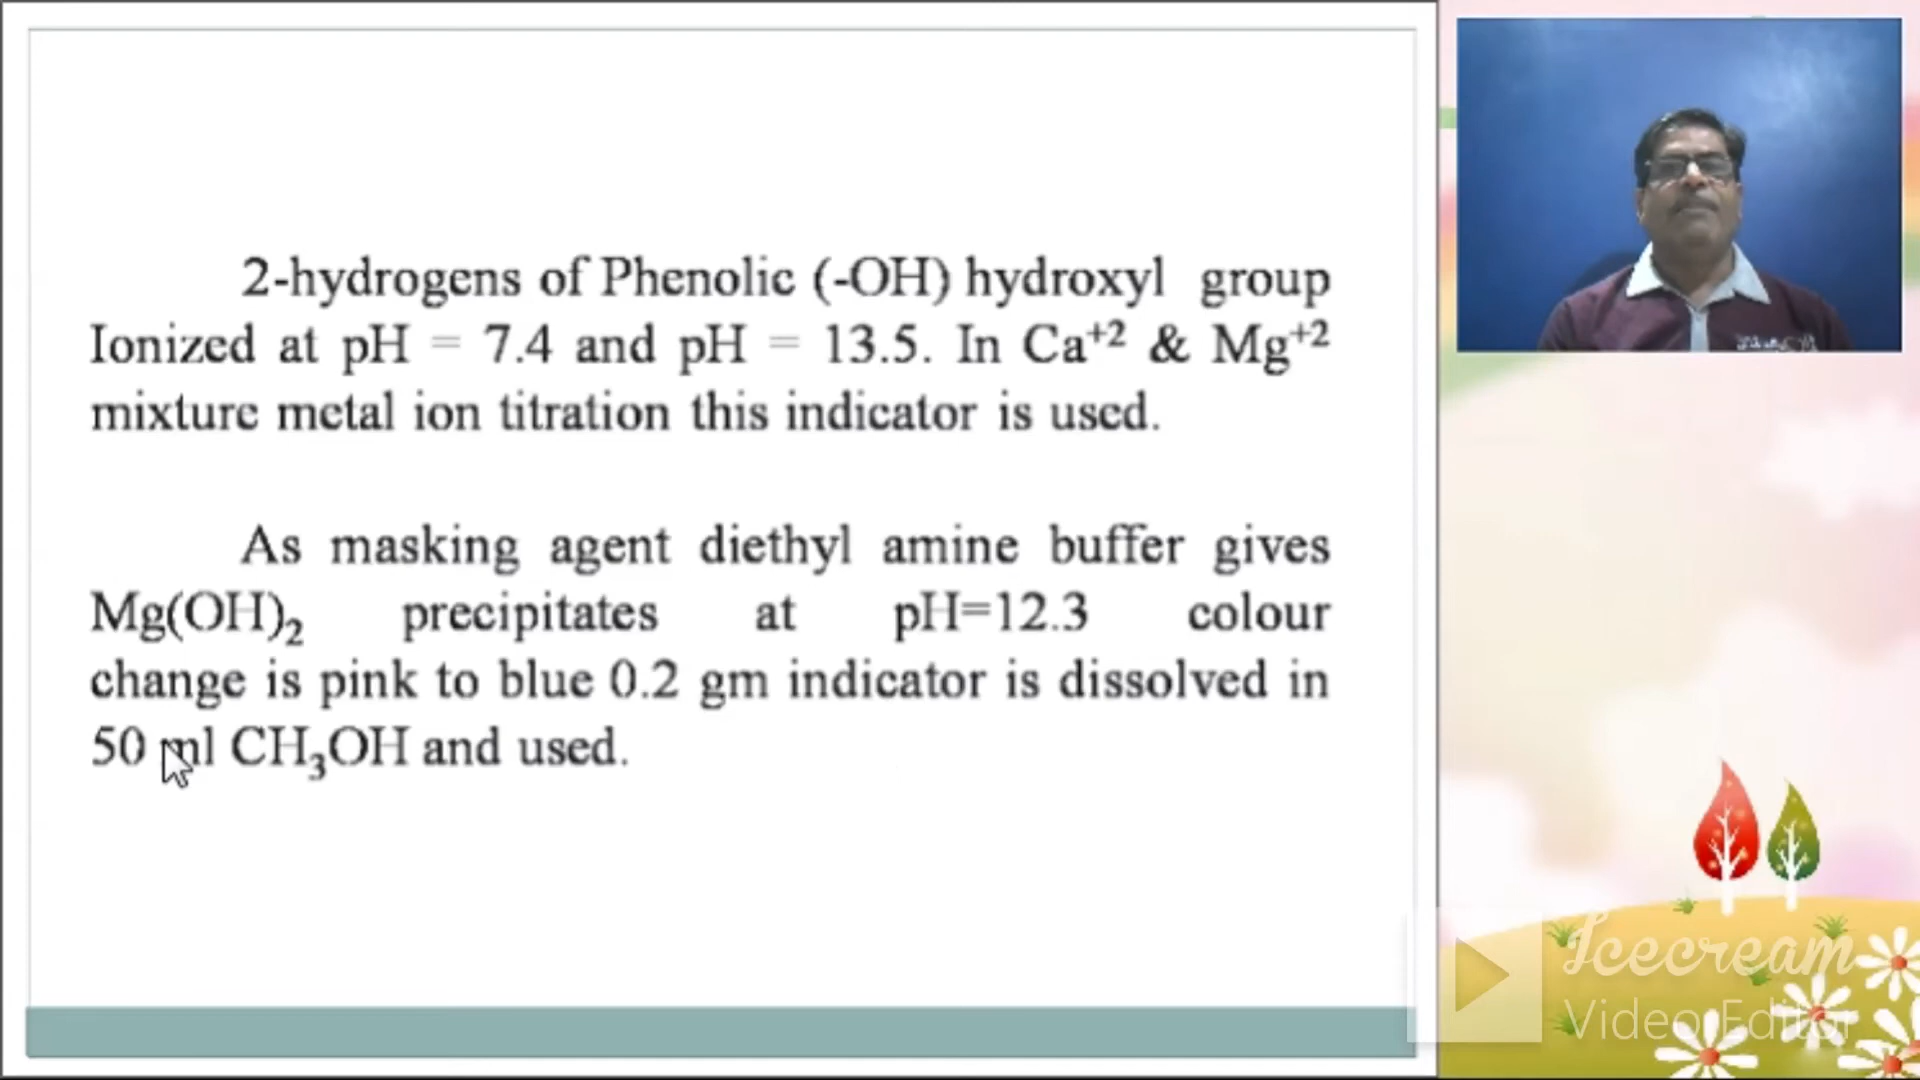 2-hydrogens of Phenolic (-OH) hydroxyl group
Ionized at pH = 7.4 and pH = 13.5. In Ca⁺² & Mg⁺²
mixture metal ion titration this indicator is used.
As masking agent diethyl amine buffer gives
Mg(OH)₂ precipitates at pH=12.3 colour
change is pink to blue 0.2 gm indicator is dissolved in
50 ml CH₃OH and used.
Icecream
Video Editor